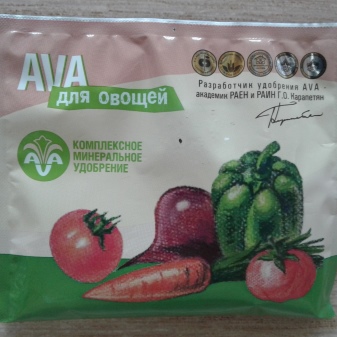 AVA
для овощей
Разработчик удобрения AVA -
академик РАЕН и РАИН Г.О. Карапетян
AVA
КОМПЛЕКСНОЕ
МИНЕРАЛЬНОЕ
УДОБРЕНИЕ